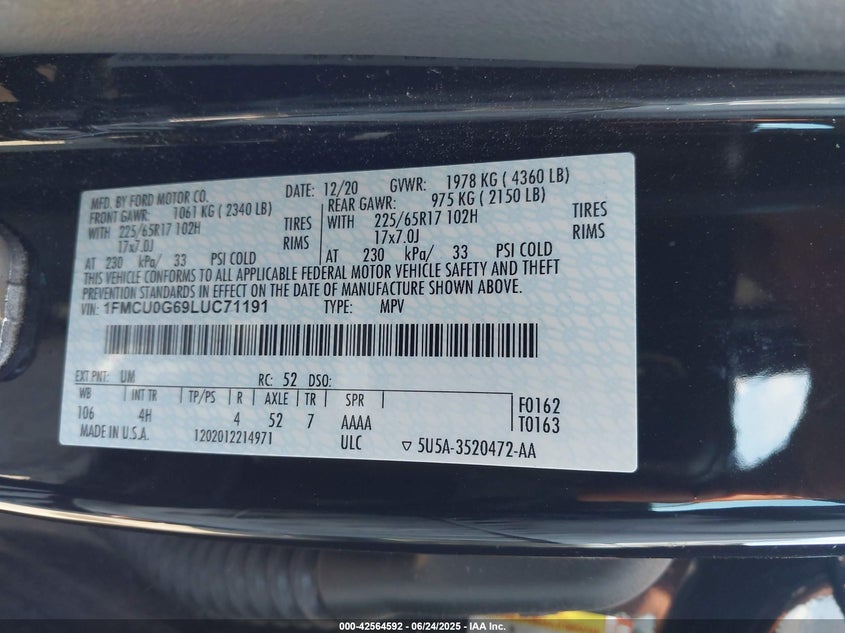 MFD. BY FORD MOTOR CO. DATE: 12/20 GVWR: 1978 KG ( 4360 LB)
FRONT GAWR: 1061 KG ( 2340 LB) REAR GAWR: 975 KG ( 2150 LB)
WITH 225/65R17 102H TIRES WITH 225/65R17 102H TIRES
17x7.0J RIMS 17x7.0J RIMS
AT 230 kPa/ 33 PSI COLD AT 230 kPa/ 33 PSI COLD
THIS VEHICLE CONFORMS TO ALL APPLICABLE FEDERAL MOTOR VEHICLE SAFETY AND THEFT
PREVENTION STANDARDS IN EFFECT ON THE DATE OF MANUFACTURE SHOWN ABOVE.
VIN: 1FMCU0G69LUC71191 TYPE: MPV
EXT PNT: UM RC: 52 DSO:
WB INT TR TP/PS R AXLE TR SPR
106 4H 4 52 7 AAAA F0162
MADE IN U.S.A. 1202012214971 ULC T0163
▽ 5U5A-3520472-AA
000-42564592 - 06/24/2025 - IAA Inc.